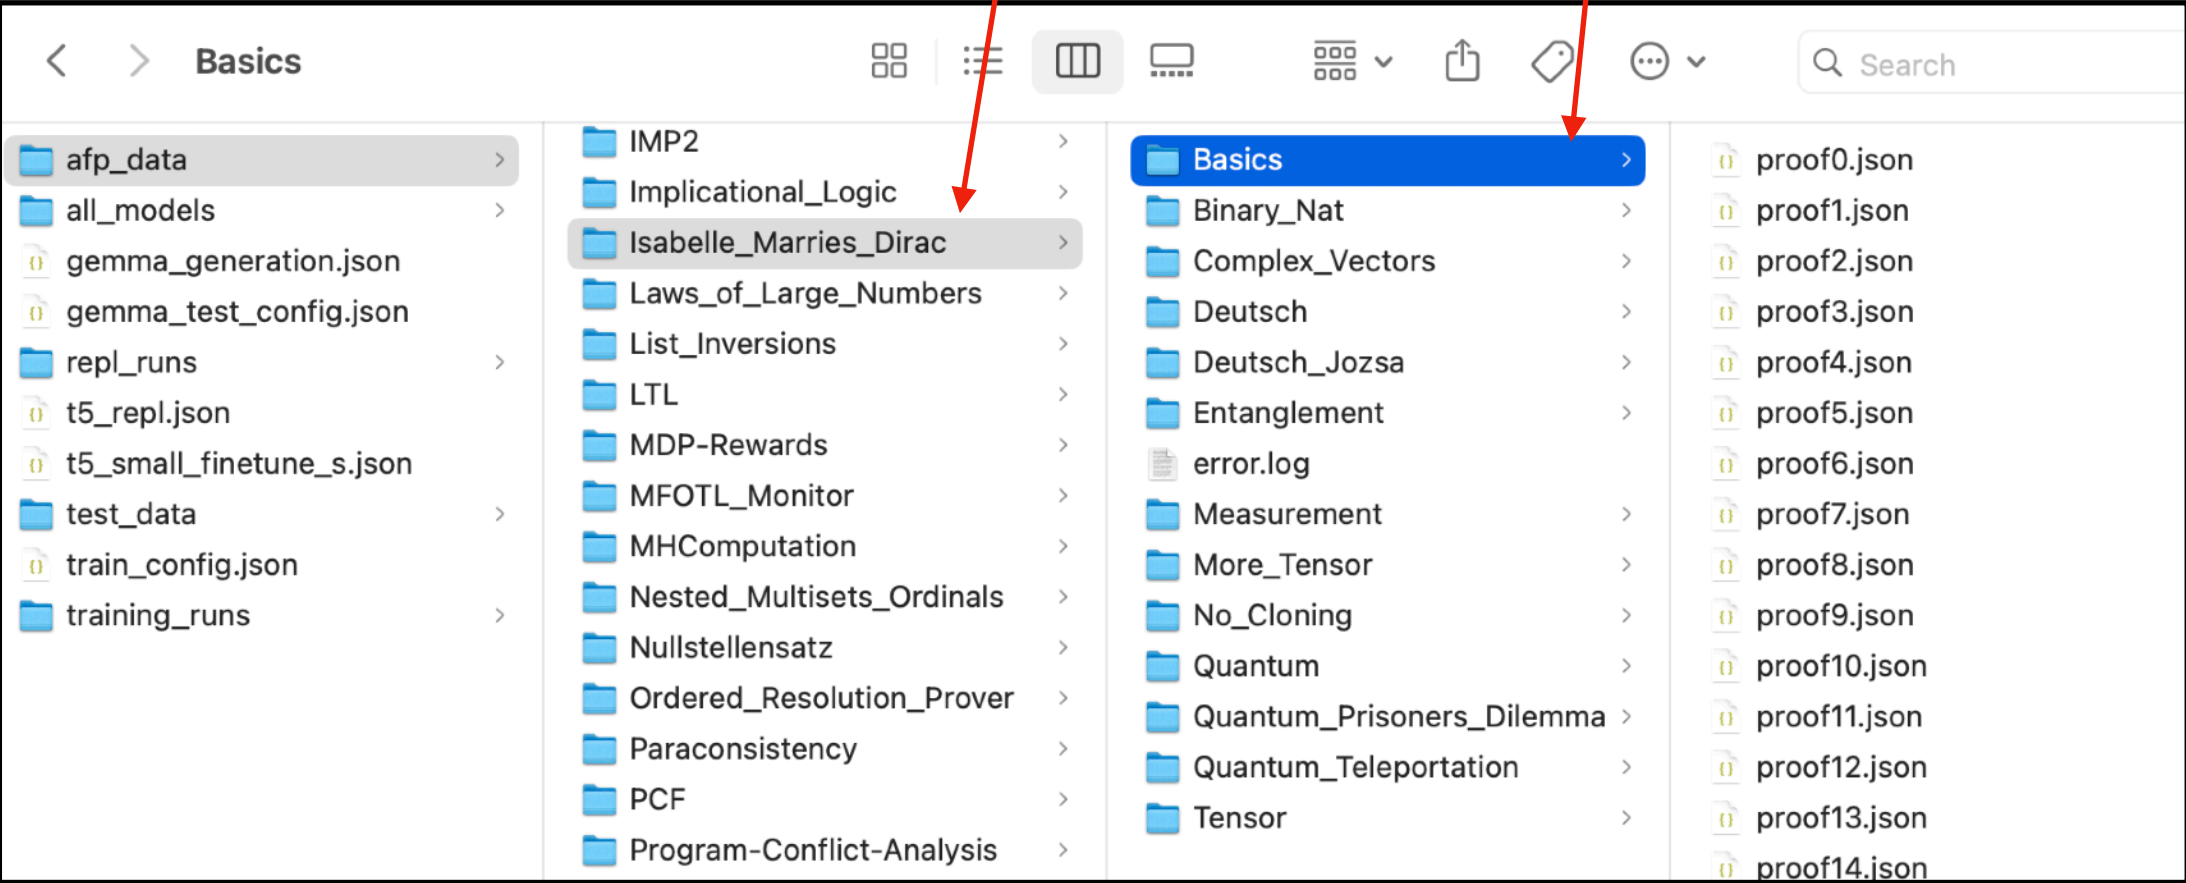 Basics
Search
afp_data
all_models
gemma_generation.json
gemma_test_config.json
repl_runs
t5_repl.json
t5_small_finetune_s.json
test_data
train_config.json
training_runs
IMP2
Implicational_Logic
Isabelle_Marries_Dirac
Laws_of_Large_Numbers
List_Inversions
LTL
MDP-Rewards
MFOTL_Monitor
MHComputation
Nested_Multisets_Ordinals
Nullstellensatz
Ordered_Resolution_Prover
Paraconsistency
PCF
Program-Conflict-Analysis
Basics
Binary_Nat
Complex_Vectors
Deutsch
Deutsch_Jozsa
Entanglement
error.log
Measurement
More_Tensor
No_Cloning
Quantum
Quantum_Prisoners_Dilemma
Quantum_Teleportation
Tensor
proof0.json
proof1.json
proof2.json
proof3.json
proof4.json
proof5.json
proof6.json
proof7.json
proof8.json
proof9.json
proof10.json
proof11.json
proof12.json
proof13.json
proof14.json